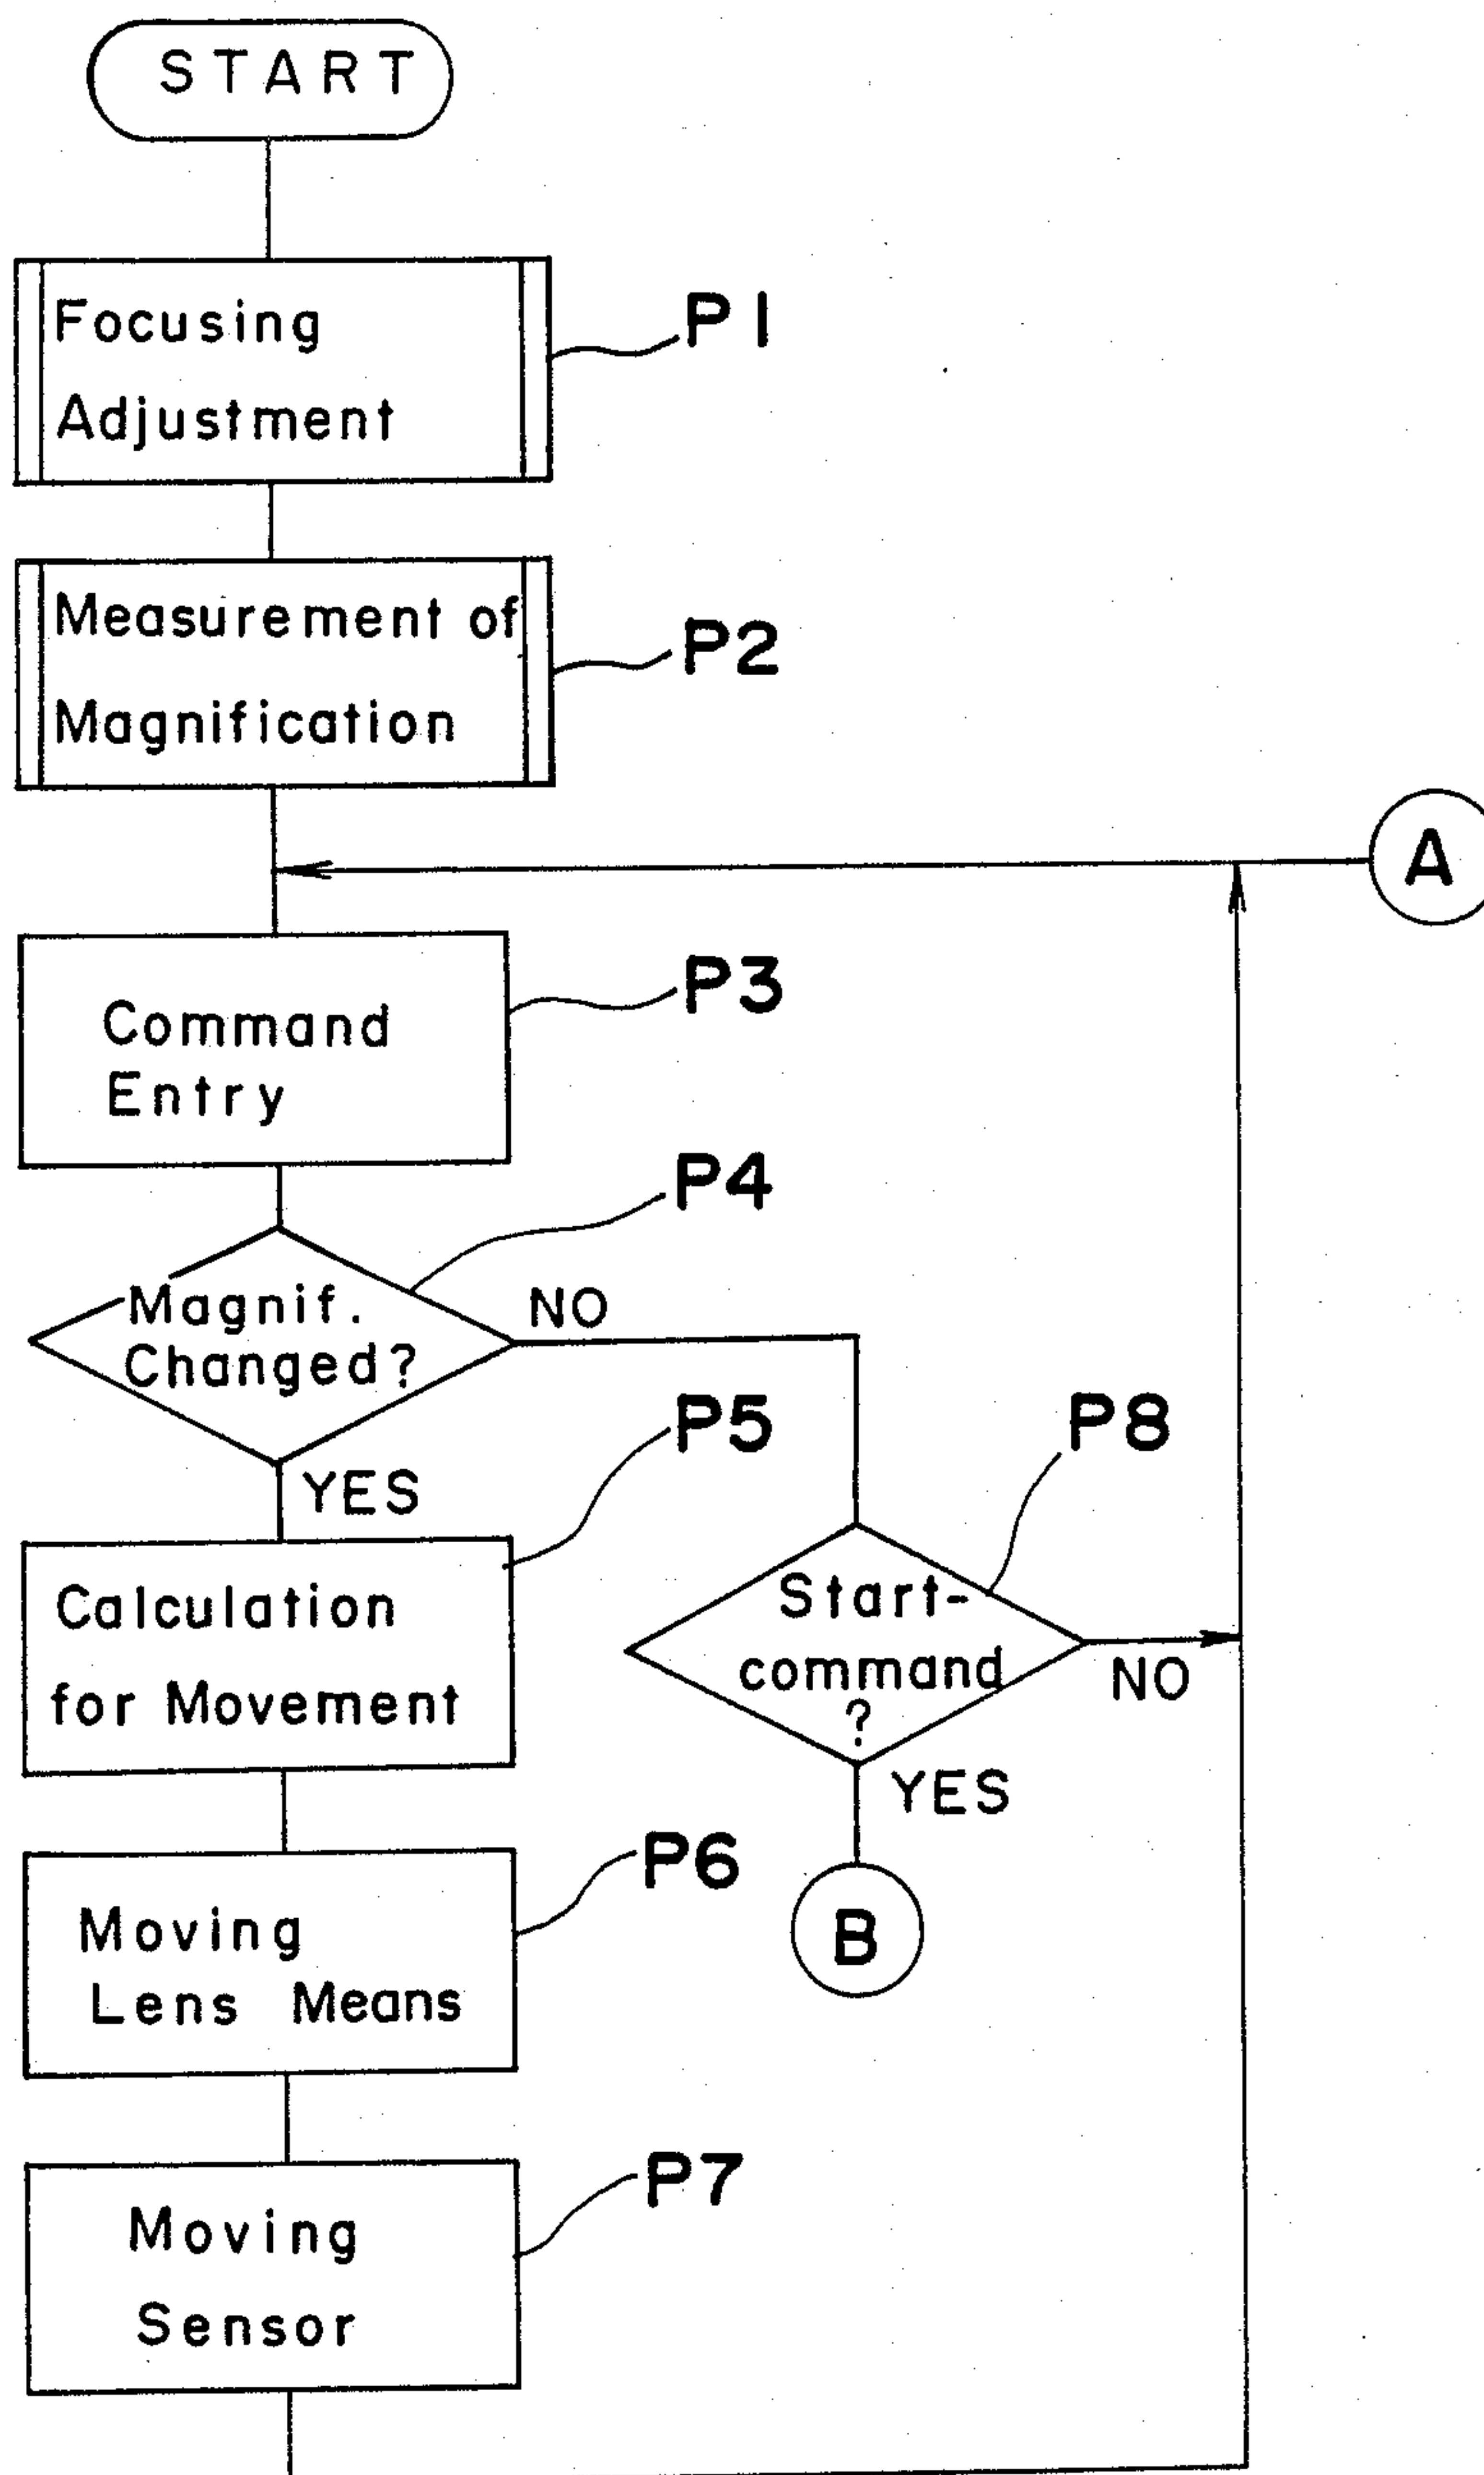 START
Focusing
Adjustment
P1
Measurement of
Magnification
P2
A
Command
Entry
P3
Magnif.
Changed?
P4
NO
YES
Calculation
for Movement
P5
Start-
command
?
P8
NO
YES
B
Moving
Lens Means
P6
Moving
Sensor
P7